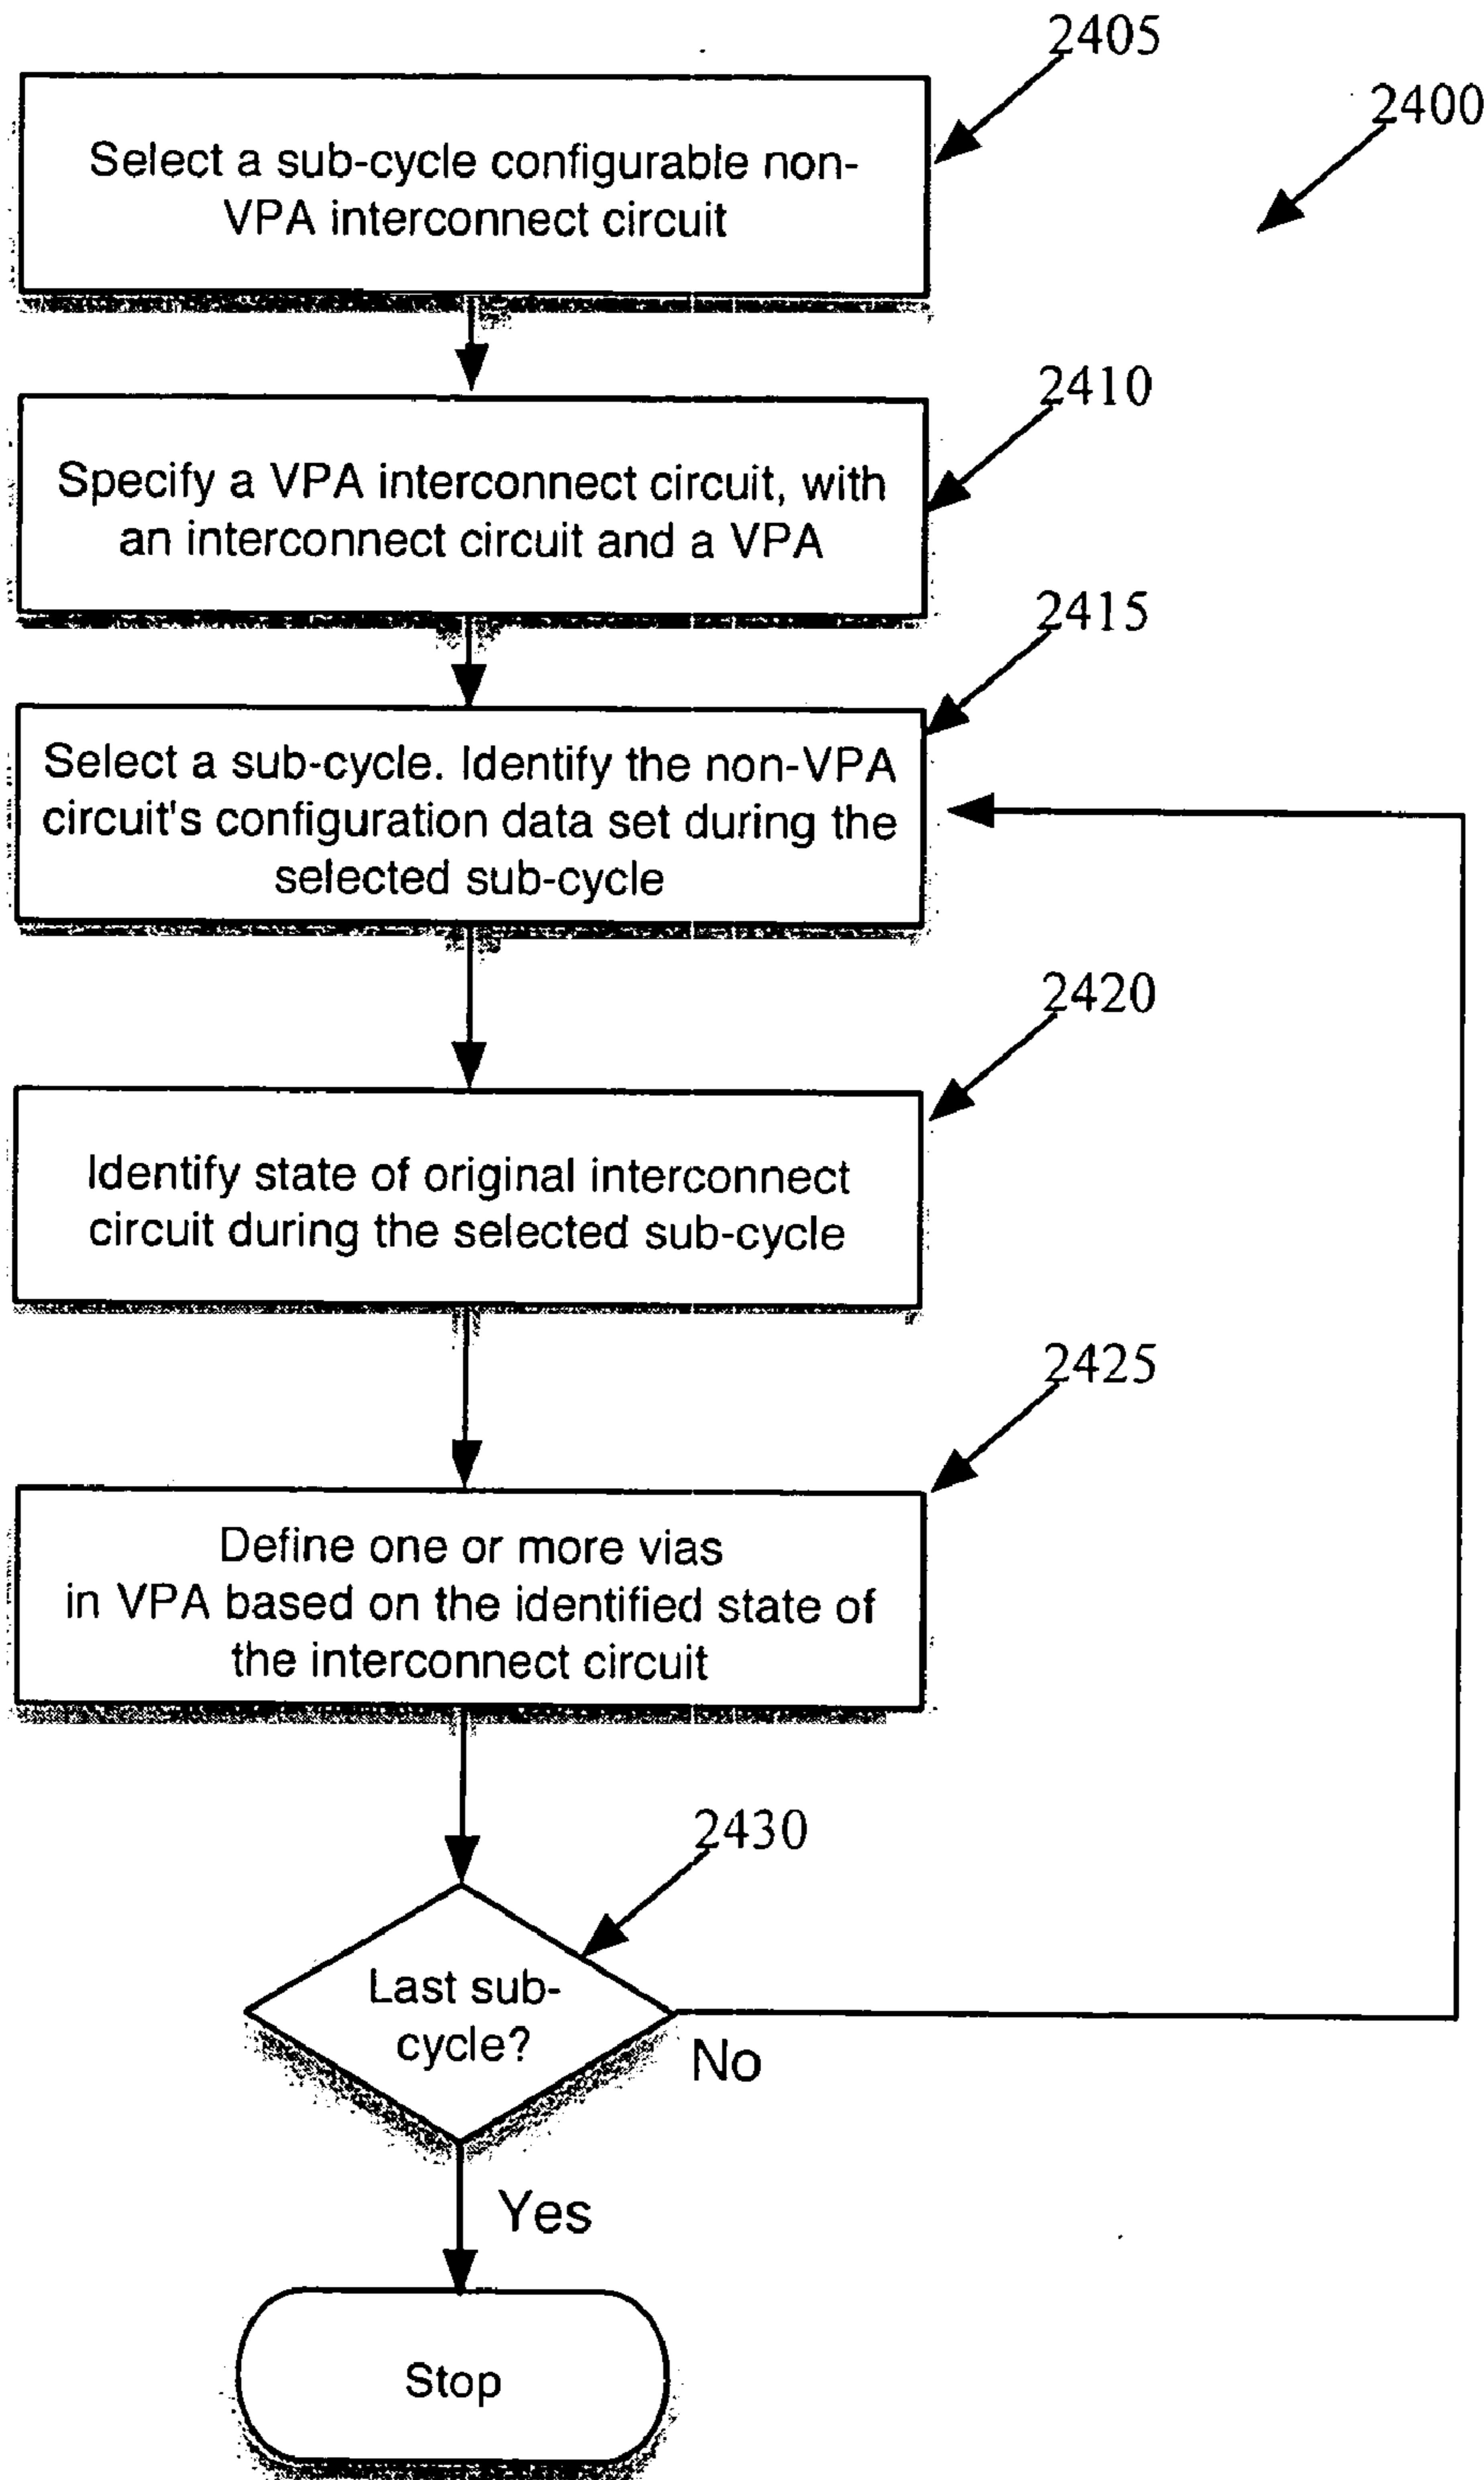 2405
2400
Select a sub-cycle configurable non-
VPA interconnect circuit
2410
Specify a VPA interconnect circuit, with
an interconnect circuit and a VPA
2415
Select a sub-cycle. Identify the non-VPA
circuit's configuration data set during the
selected sub-cycle
2420
Identify state of original interconnect
circuit during the selected sub-cycle
2425
Define one or more vias
in VPA based on the identified state of
the interconnect circuit
2430
Last sub-
cycle?
No
Yes
Stop